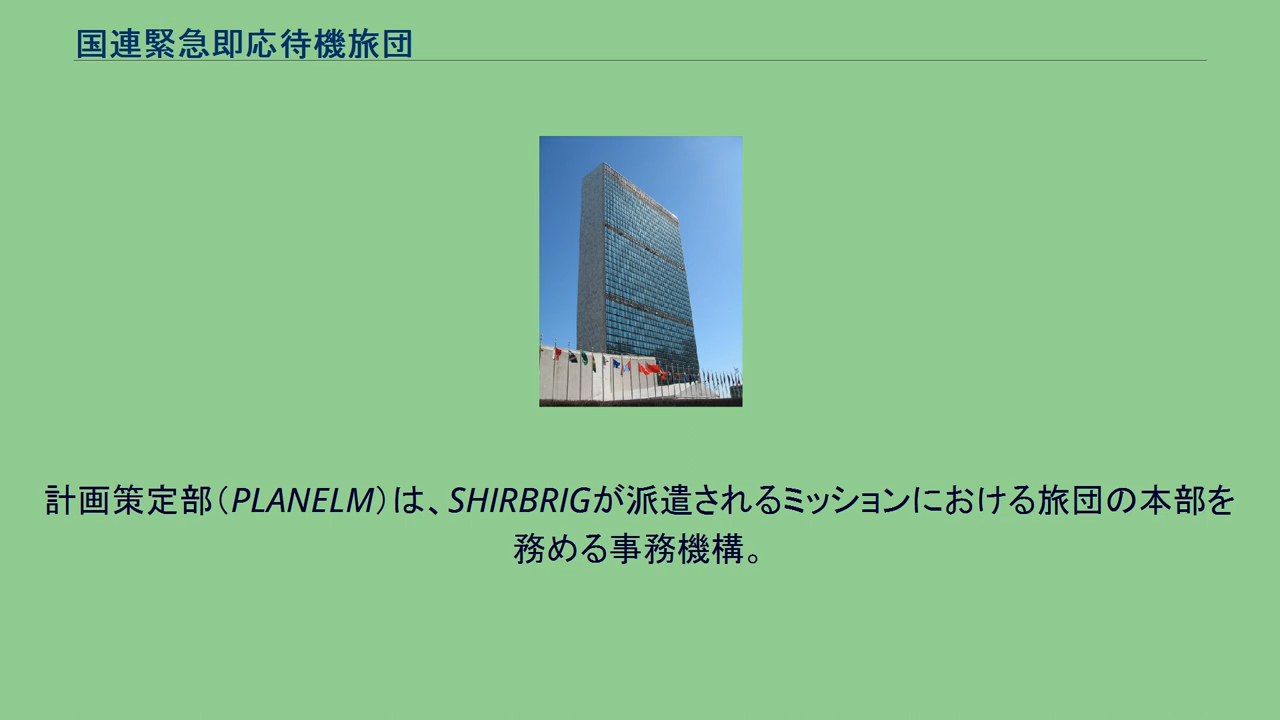 国連緊急即応待機旅団
計画策定部（PLANELM）は、SHIRBRIGが派遣されるミッションにおける旅団の本部を
務める事務機構。